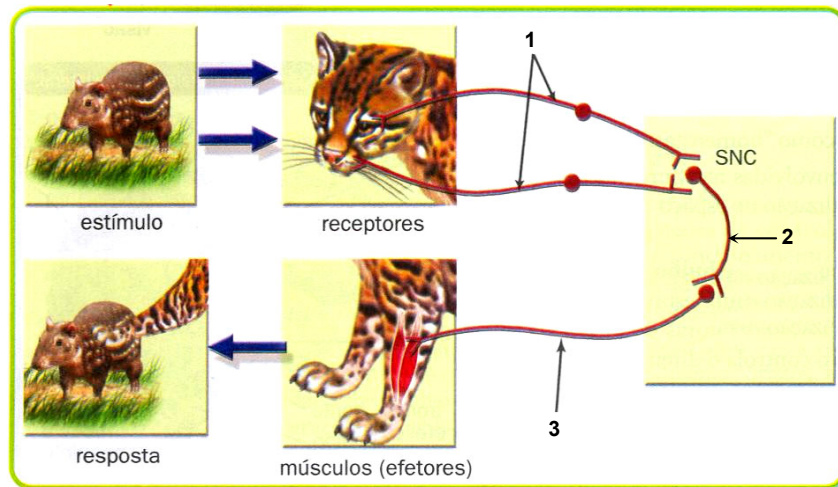 1
SNC
2
estímulo
receptores
3
resposta
músculos (efetores)